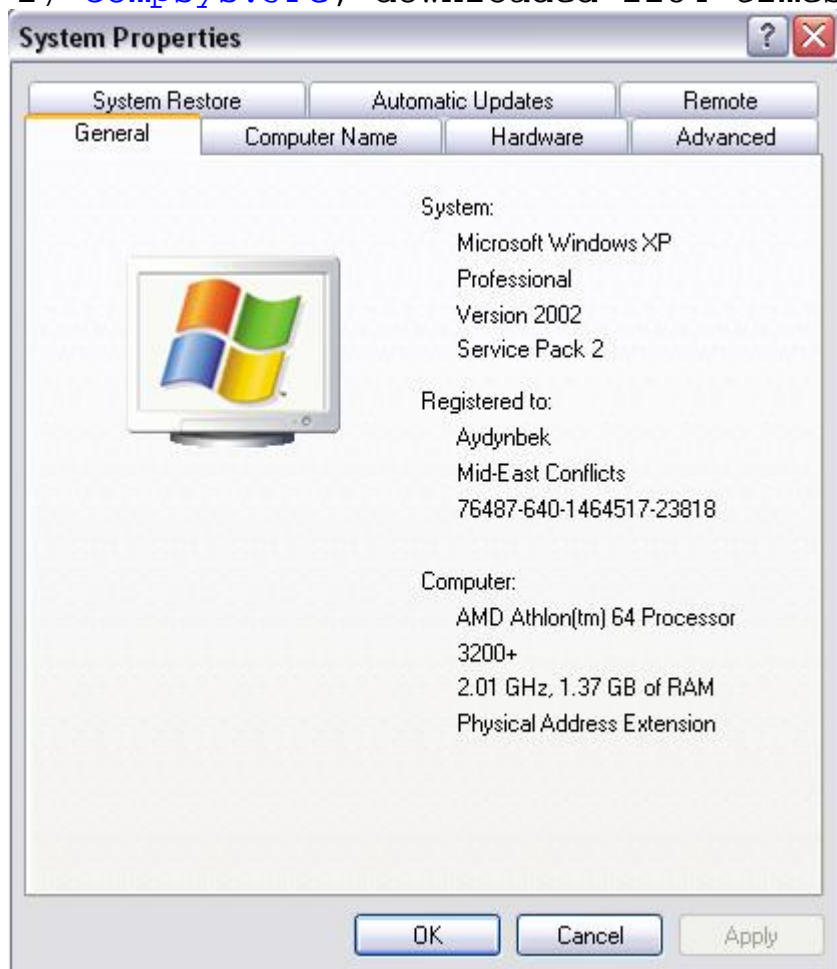 System Properties
System Restore Automatic Updates Remote
General Computer Name Hardware Advanced
System:
Microsoft Windows XP
Professional
Version 2002
Service Pack 2
Registered to:
Aydynbek
Mid-East Conflicts
76487-640-1464517-23818
Computer:
AMD Athlon(tm) 64 Processor
3200+
2.01 GHz, 1.37 GB of RAM
Physical Address Extension
OK Cancel Apply